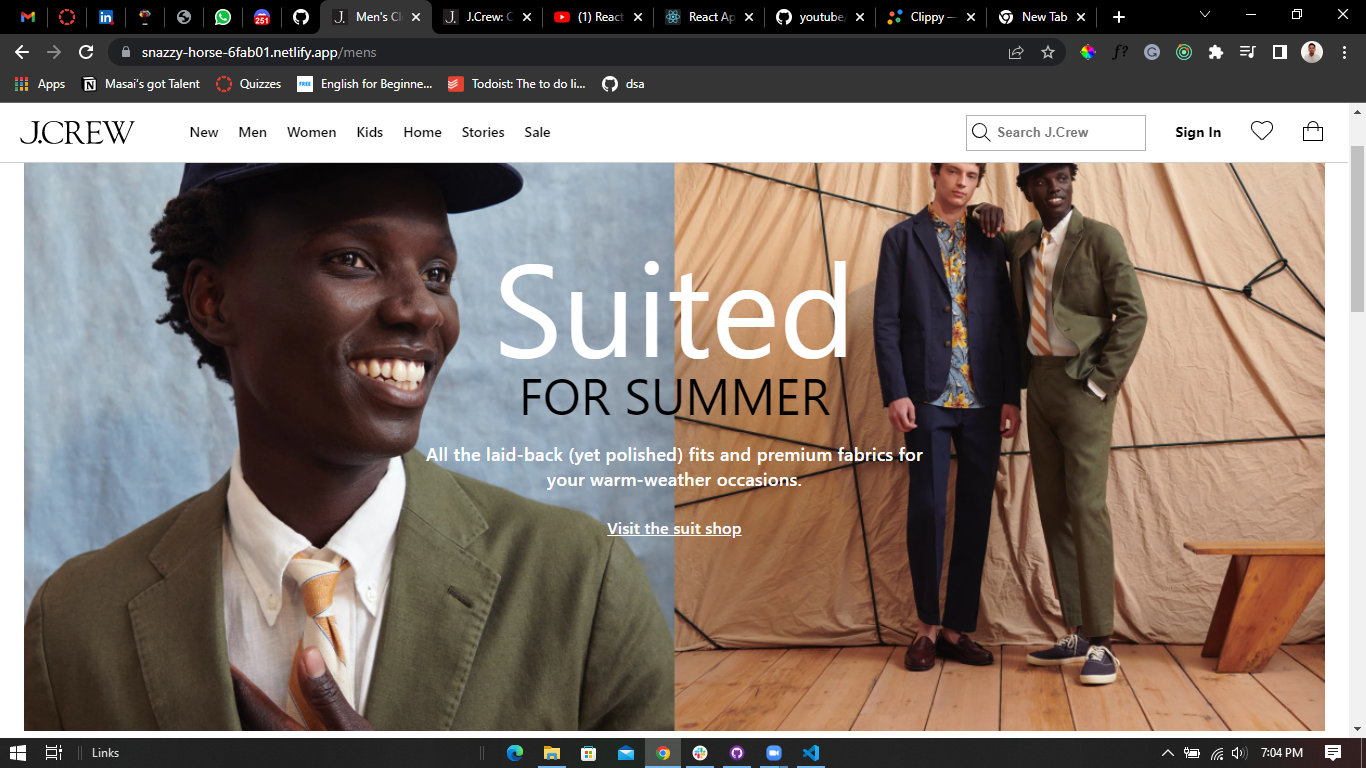 251
Men's Cl
J.Crew: C
(1) React
React Ap
youtube/
Clippy —
New Tab
snazzy-horse-6fab01.netlify.app/mens
f?
Apps
Masai's got Talent
Quizzes
FREE
English for Beginne...
Todoist: The to do li...
dsa
J.CREW
New
Men
Women
Kids
Home
Stories
Sale
Search J.Crew
Sign In
Suited
FOR SUMMER
All the laid-back (yet polished) fits and premium fabrics for
your warm-weather occasions.
Visit the suit shop
Links
7:04 PM